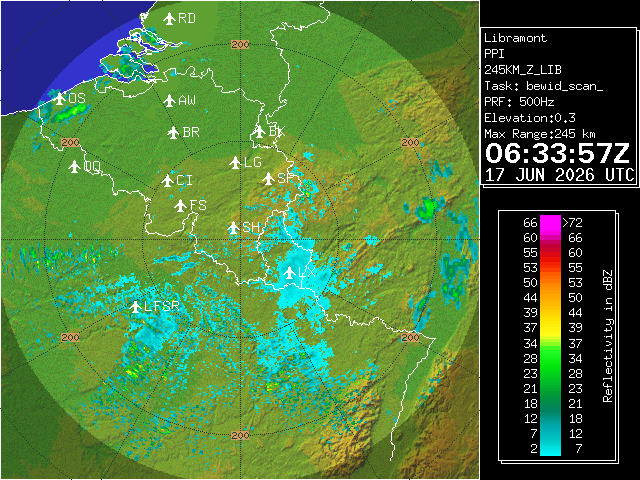 RD
200
OS
AW
BR
BK
200
200
QQ
LG
CI
SP
FS
SH
LX
LFSR
200
200
200
Libramont
PPI
245KM_Z_LIB
Task: bewid_scan_
PRF: 500Hz
Elevation:0.3
Max Range:245 km
06:33:57Z
17 JUN 2026 UTC
66 >72
60 66
55 60
53 55
50 53
44 50
39 44
37 39
34 37
28 34
23 28
21 23
18 21
12 18
7 12
2 7
Reflectivity in dBZ